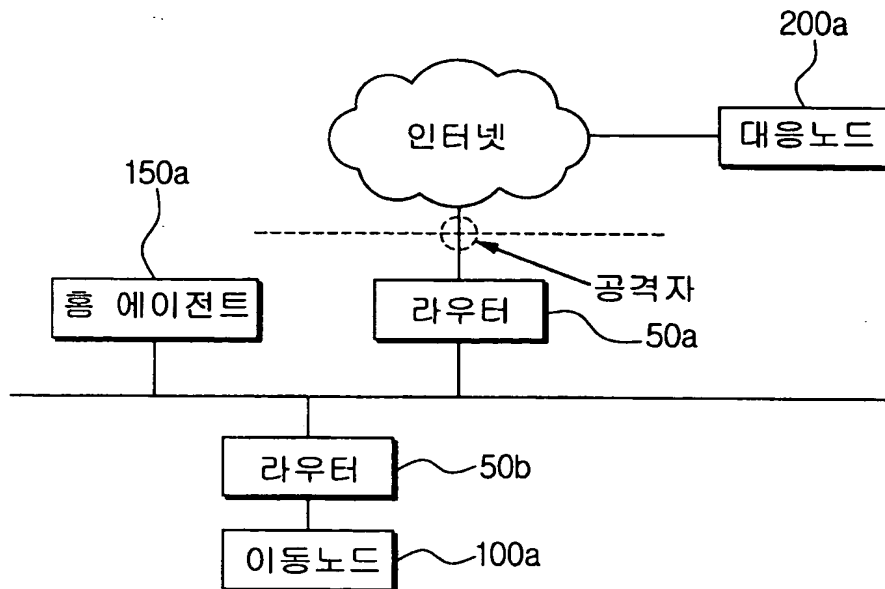 200a
인터넷
대응노드
150a
공격자
홈 에이전트
라우터
50a
라우터
50b
이동노드
100a